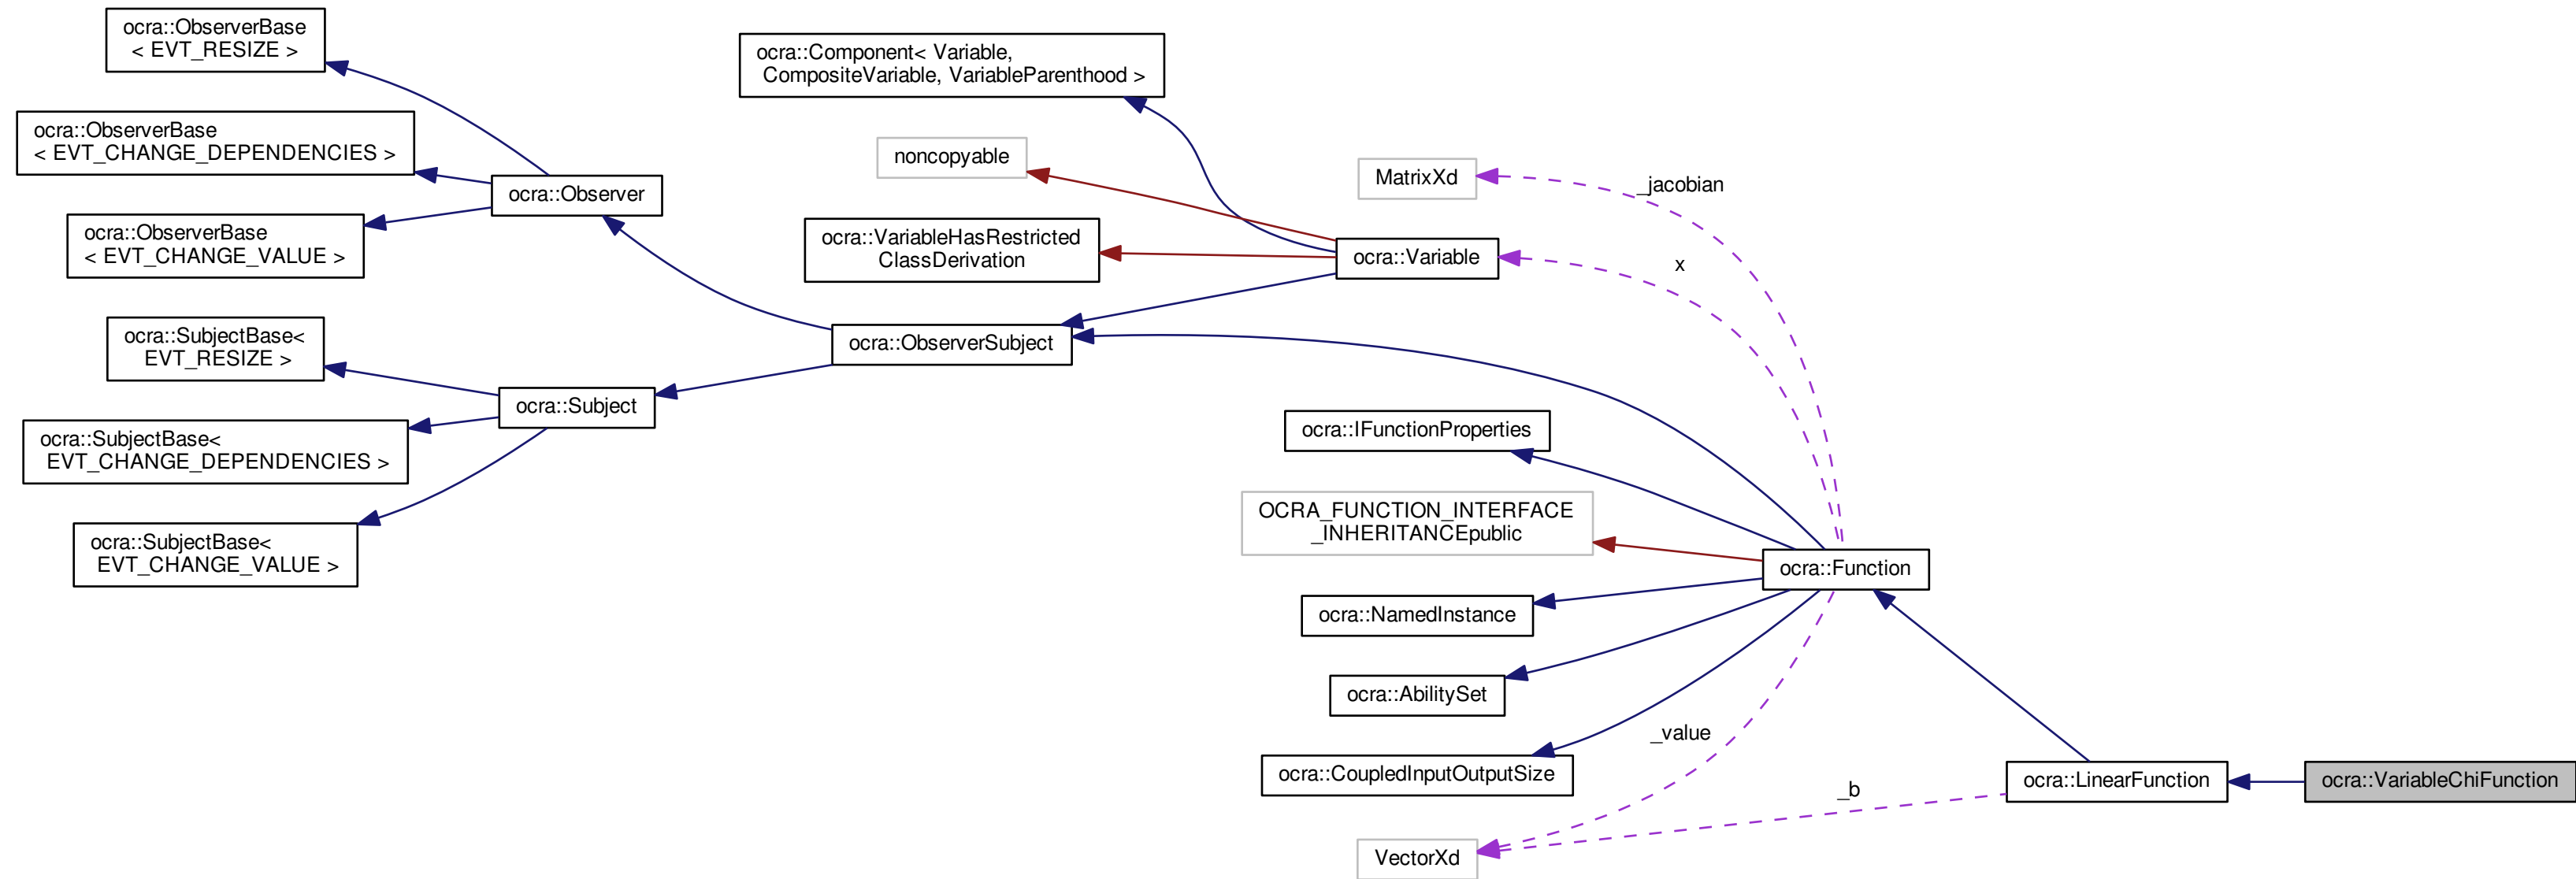 ocra::ObserverBase
< EVT_RESIZE >
ocra::ObserverBase
< EVT_CHANGE_DEPENDENCIES >
ocra::ObserverBase
< EVT_CHANGE_VALUE >
ocra::SubjectBase<
EVT_RESIZE >
ocra::SubjectBase<
EVT_CHANGE_DEPENDENCIES >
ocra::SubjectBase<
EVT_CHANGE_VALUE >
ocra::Observer
ocra::Subject
ocra::Component< Variable,
CompositeVariable, VariableParenthood >
noncopyable
ocra::VariableHasRestricted
ClassDerivation
ocra::ObserverSubject
MatrixXd
ocra::Variable
ocra::IFunctionProperties
OCRA_FUNCTION_INTERFACE
_INHERITANCEpublic
ocra::NamedInstance
ocra::AbilitySet
ocra::CoupledInputOutputSize
VectorXd
_jacobian
x
_value
_b
ocra::Function
ocra::LinearFunction
ocra::VariableChiFunction